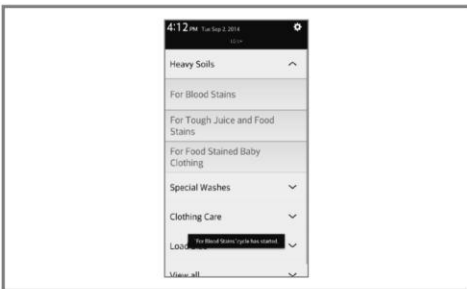 4:12 PM Tue Sep 2, 2014
Heavy Soils
For Blood Stains
For Tough Juice and Food
Stains
For Food Stained Baby
Clothing
Special Washes
Clothing Care
'For Blood Stains' cycle has started.
View all